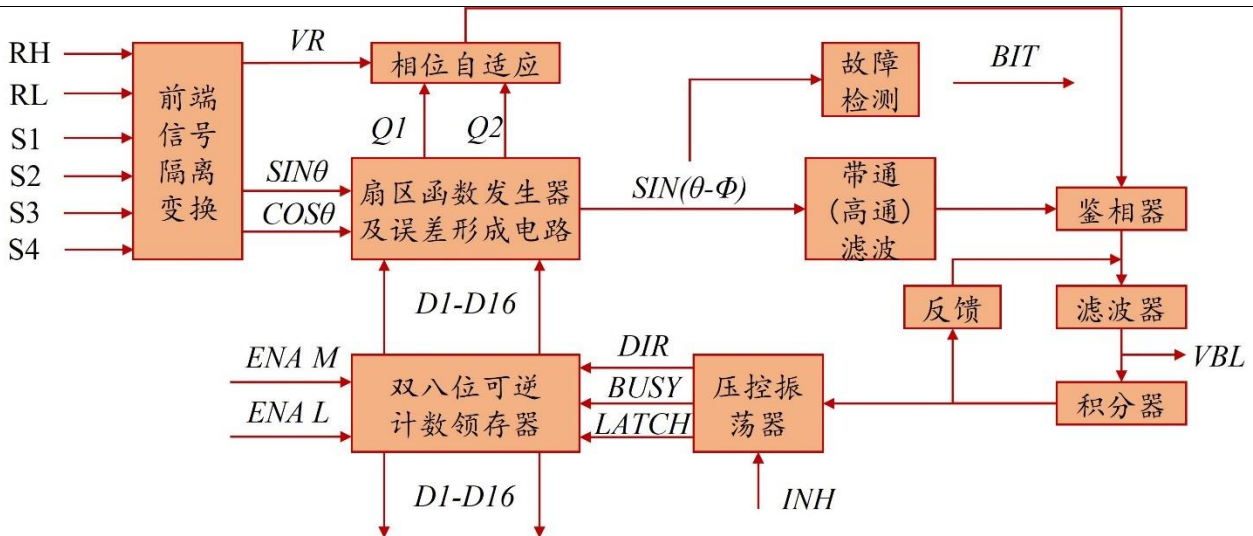 RH
RL
S1
S2
S3
S4
前端
信号
隔离
变换
VR
SINθ
COSθ
相位自适应
Q1
Q2
扇区函数发生器
及误差形成电路
SIN(θ-Φ)
故障
检测
BIT
带通
(高通)
滤波
鉴相器
反馈
滤波器
VBL
积分器
D1-D16
ENA M
ENA L
双八位可逆
计数领存器
DIR
BUSY
LATCH
压控振
荡器
INH
D1-D16